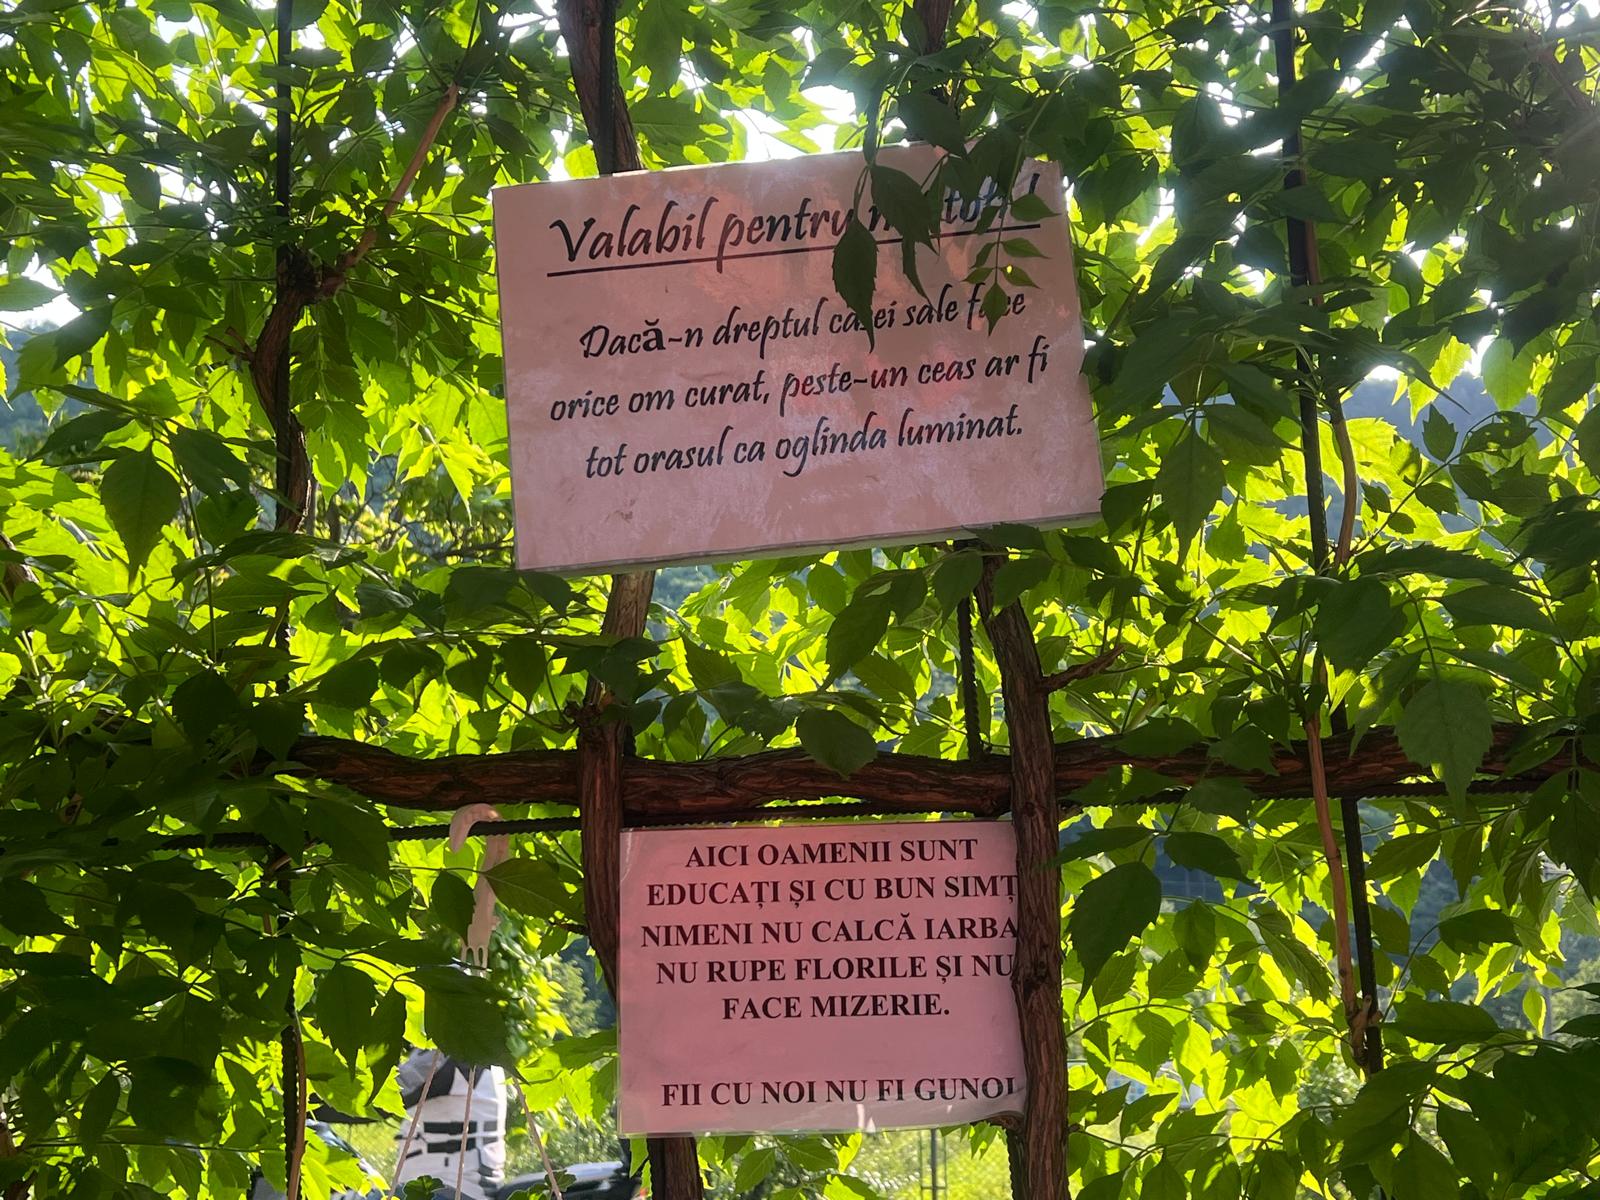 Valabil pentru
Dacă-n dreptul casei sale face
orice om curat, peste-un ceas ar fi
tot orasul ca oglinda luminat.
AICI OAMENII SUNT
EDUCAȚI ȘI CU BUN SIMȚ
NIMENI NU CALCĂ IARBA
NU RUPE FLORILE ȘI NU
FACE MIZERIE.
FII CU NOI NU FI GUNOI